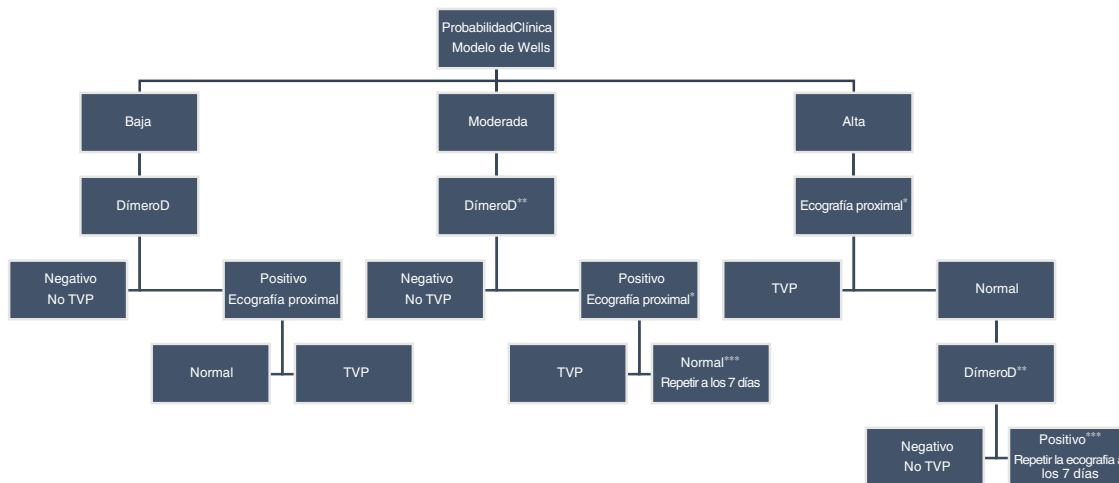 ProbabilidadClínica
Modelo de Wells
Baja
Moderada
Alta
DímeroD
DímeroD**
Ecografía proximal*
Negativo
No TVP
Positivo
Ecografía proximal
Negativo
No TVP
Positivo
Ecografía proximal*
TVP
Normal
Normal
TVP
TVP
Normal***
Repetir a los 7 días
DímeroD**
Negativo
No TVP
Positivo***
Repetir la ecografia a
los 7 días